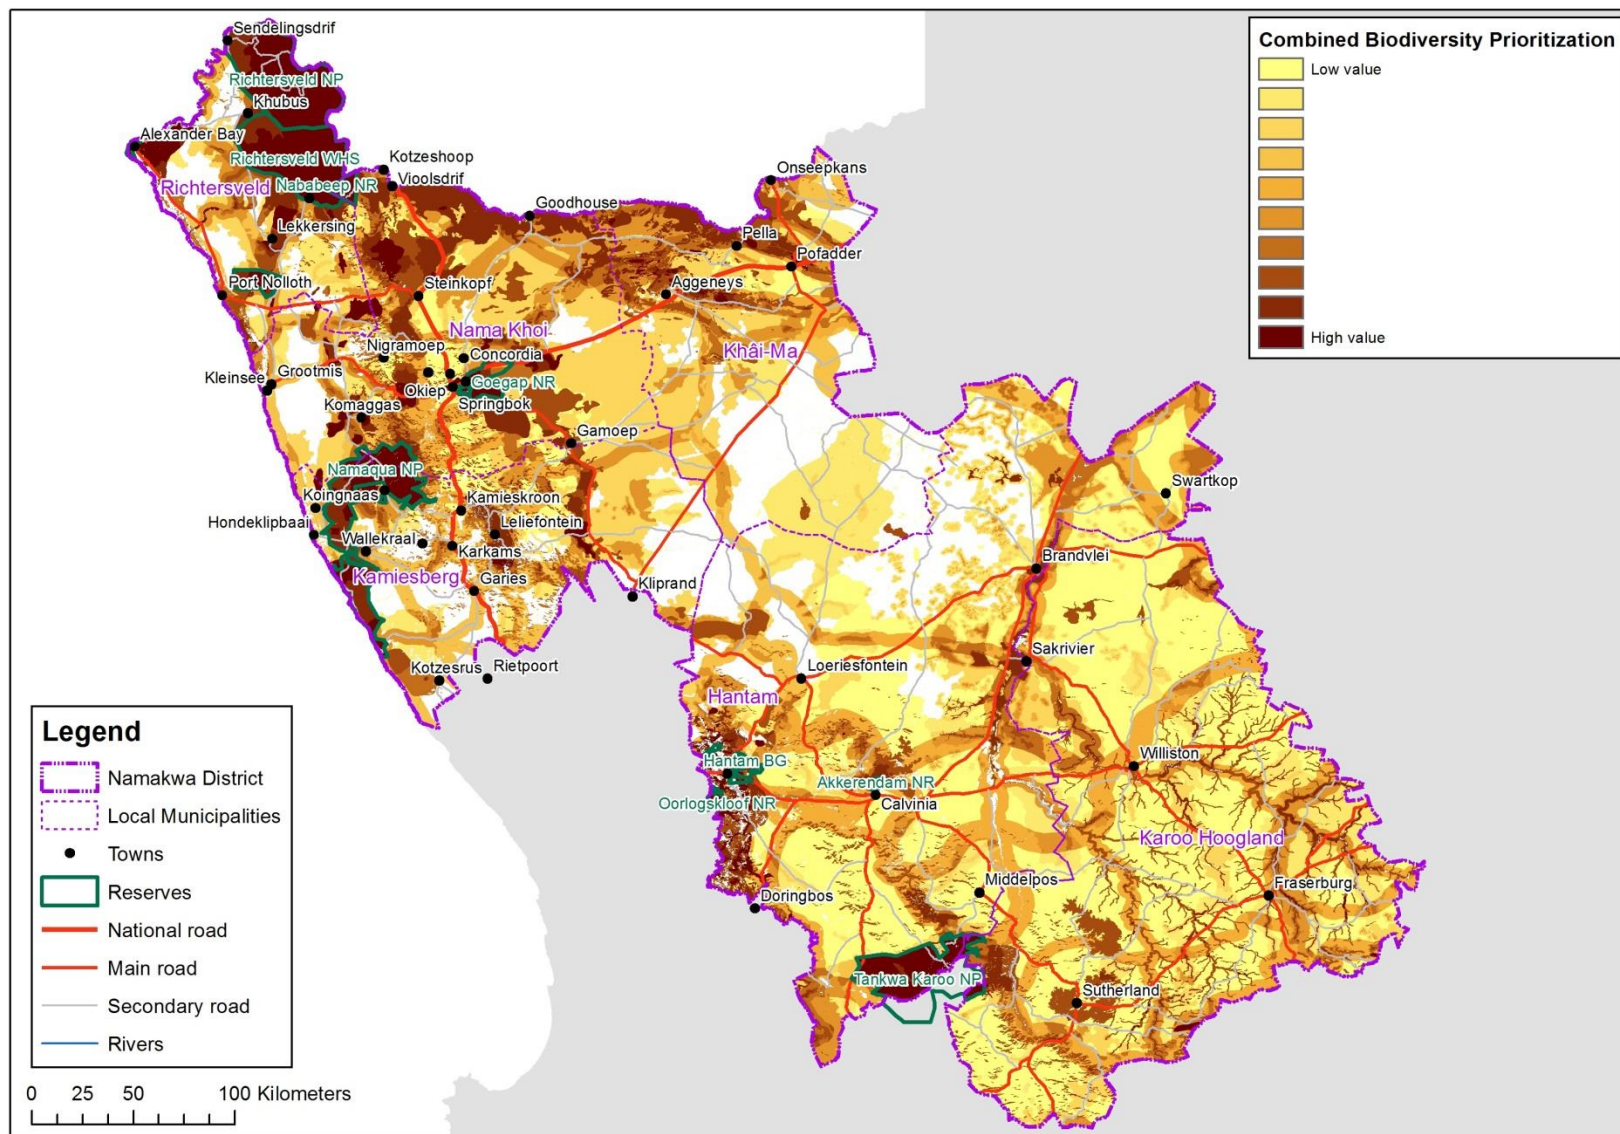 Sendelingsdrif
Richtersveld NP
Khubus
Alexander Bay
Richtersveld WHS
Kotzeshoop
Vioolsdrif
Richtersveld
Nababeep NR
Goodhouse
Onseepkans
Lekkersing
Pella
Pofadder
Port Nolloth
Steinkopf
Aggeneys
Nama Khoi
Khâi-Ma
Nigramoep
Concordia
Kleinsee
Grootmis
Goegap NR
Okiep
Springbok
Komaggas
Gamoep
Namaqua NP
Koingnaas
Kamieskroon
Swartkop
Hondeklipbaai
Leliefontein
Wallekraal
Karkams
Brandvlei
Kamiesberg
Garies
Kliprand
Kotzesrus
Rietpoort
Loeriesfontein
Sakrivier
Hantam
Williston
Hantam BG
Akkerendam NR
Oorlogskloof NR
Calvinia
Karoo Hoogland
Middelpos
Fraserburg
Doringbos
Tankwa Karoo NP
Sutherland
Combined Biodiversity Prioritization
Low value
High value
Legend
Namakwa District
Local Municipalities
Towns
Reserves
National road
Main road
Secondary road
Rivers
0 25 50 100 Kilometers